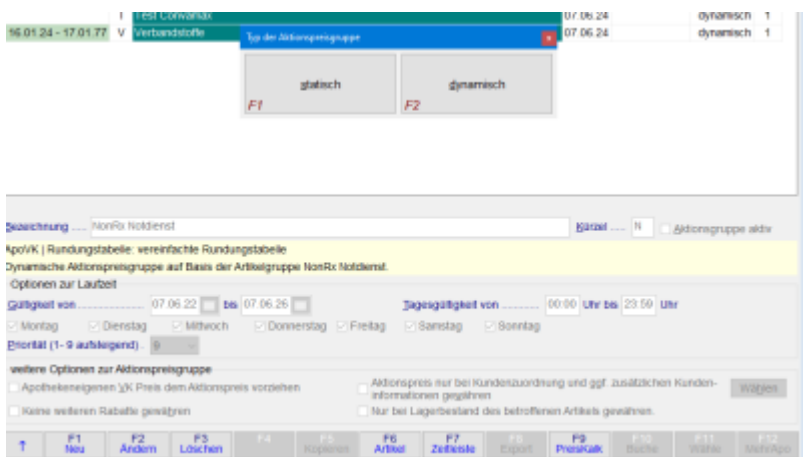 T Test Convamax 07.06.24 dynamisch 1
16.01.24 - 17.01.77 V Verbandstoffe 07.06.24 dynamisch 1
Typ der Aktionspreisgruppe
statisch dynamisch
F1 F2
Bezeichnung ..... NonRx Notdienst Kürzel ..... N Aktionsgruppe aktiv
ApoVK | Rundungstabelle: vereinfachte Rundungstabelle
Dynamische Aktionspreisgruppe auf Basis der Artikelgruppe NonRx Notdienst.
Optionen zur Laufzeit
Gültigkeit von ..................... 07.06.22 bis 07.06.26 Tagesgültigkeit von ........... 00:00 Uhr bis 23:59 Uhr
Montag Dienstag Mittwoch Donnerstag Freitag Samstag Sonntag
Priorität (1- 9 aufsteigend) . 9
weitere Optionen zur Aktionspreisgruppe
Apothekeneigenen VK Preis dem Aktionspreis vorziehen Aktionspreis nur bei Kundenzuordnung und ggf. zusätzlichen Kunden- Wählen
informationen gewähren
Keine weiteren Rabatte gewähren Nur bei Lagerbestand des betroffenen Artikels gewähren.
F1 F2 F3 F4 F5 F6 F7 F8 F9 F10 F11 F12
Neu Ändern Löschen Kopieren Artikel Zeitleiste Export PreisKalk Buche Wähle MehrApo